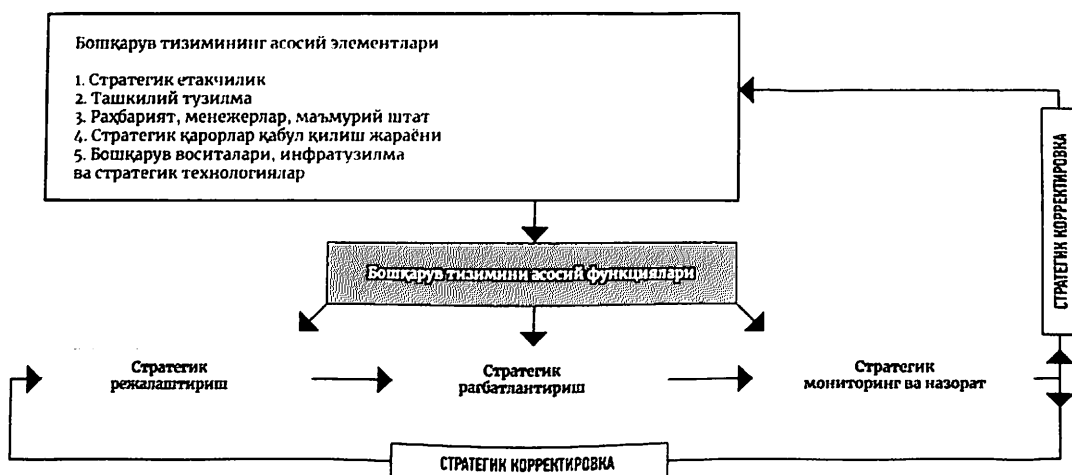 Бошқарув тизимининг асосий элементлари
1. Стратегик етакчилик
2. Ташкилий тузилма
3. Раҳбарият, менежерлар, маъмурий штат
4. Стратегик қарорлар қабул қилиш жараёни
5. Бошқарув воситалари, инфратузилма
ва стратегик технологиялар
СТРАТЕГИК КОРРЕКТИРОВКА
Бошқарув тизимини асосий функциялари
Стратегик
режалаштириш
Стратегик
рағбатлантириш
Стратегик
мониторинг ва назорат
СТРАТЕГИК КОРРЕКТИРОВКА